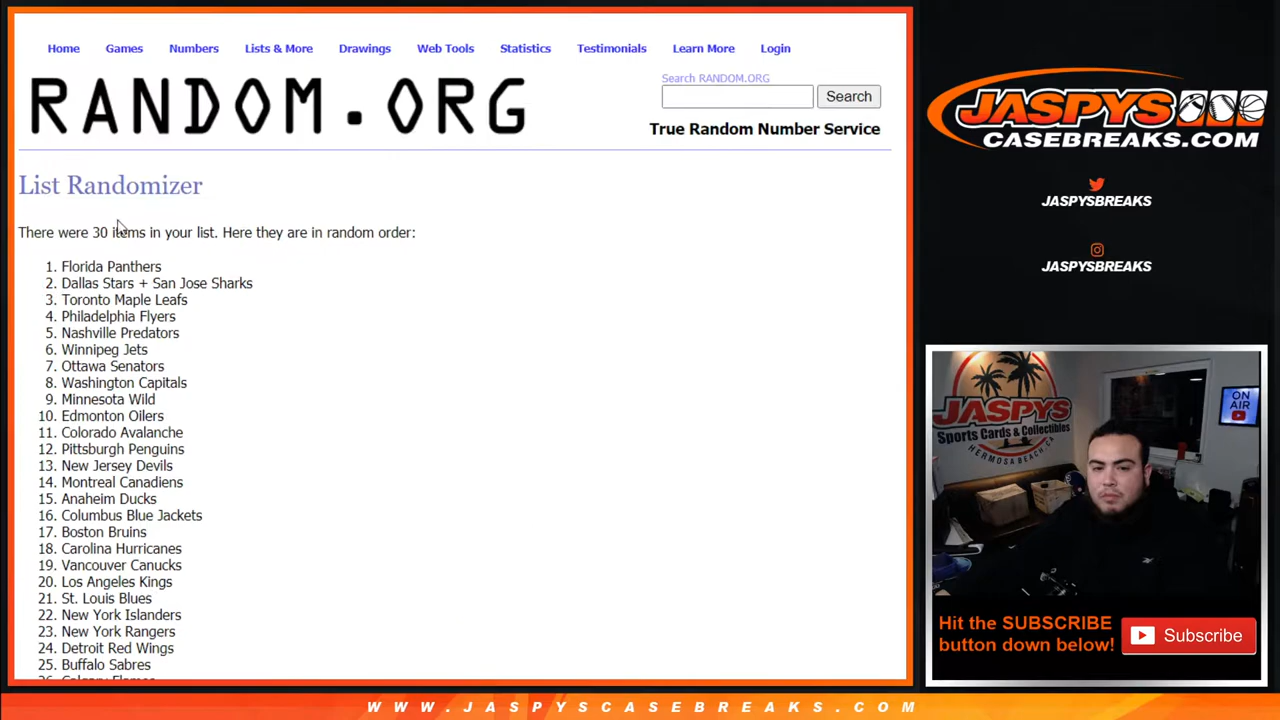 Home Games Numbers Lists & More Drawings Web Tools Statistics Testimonials Learn More Login
RANDOM.ORG
Search RANDOM.ORG
Search
True Random Number Service
List Randomizer
There were 30 items in your list. Here they are in random order:
1. Florida Panthers
2. Dallas Stars + San Jose Sharks
3. Toronto Maple Leafs
4. Philadelphia Flyers
5. Nashville Predators
6. Winnipeg Jets
7. Ottawa Senators
8. Washington Capitals
9. Minnesota Wild
10. Edmonton Oilers
11. Colorado Avalanche
12. Pittsburgh Penguins
13. New Jersey Devils
14. Montreal Canadiens
15. Anaheim Ducks
16. Columbus Blue Jackets
17. Boston Bruins
18. Carolina Hurricanes
19. Vancouver Canucks
20. Los Angeles Kings
21. St. Louis Blues
22. New York Islanders
23. New York Rangers
24. Detroit Red Wings
25. Buffalo Sabres
26. Calgary Flames
JASPYS
CASEBREAKS.COM
JASPYSBREAKS
JASPYSBREAKS
JASPYS
Sports Cards & Collectibles
HERMOSA BEACH, CA
ON AIR
Hit the SUBSCRIBE
button down below!
Subscribe
WWW.JASPYSCASEBREAKS.COM